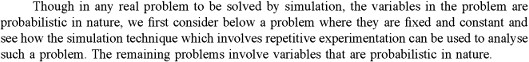 Though in any real problem to be solved by simulation, the variables in the problem are
probabilistic in nature, we first consider below a problem where they are fixed and constant and
see how the simulation technique which involves repetitive experimentation can be used to analyse
such a problem. The remaining problems involve variables that are probabilistic in nature.